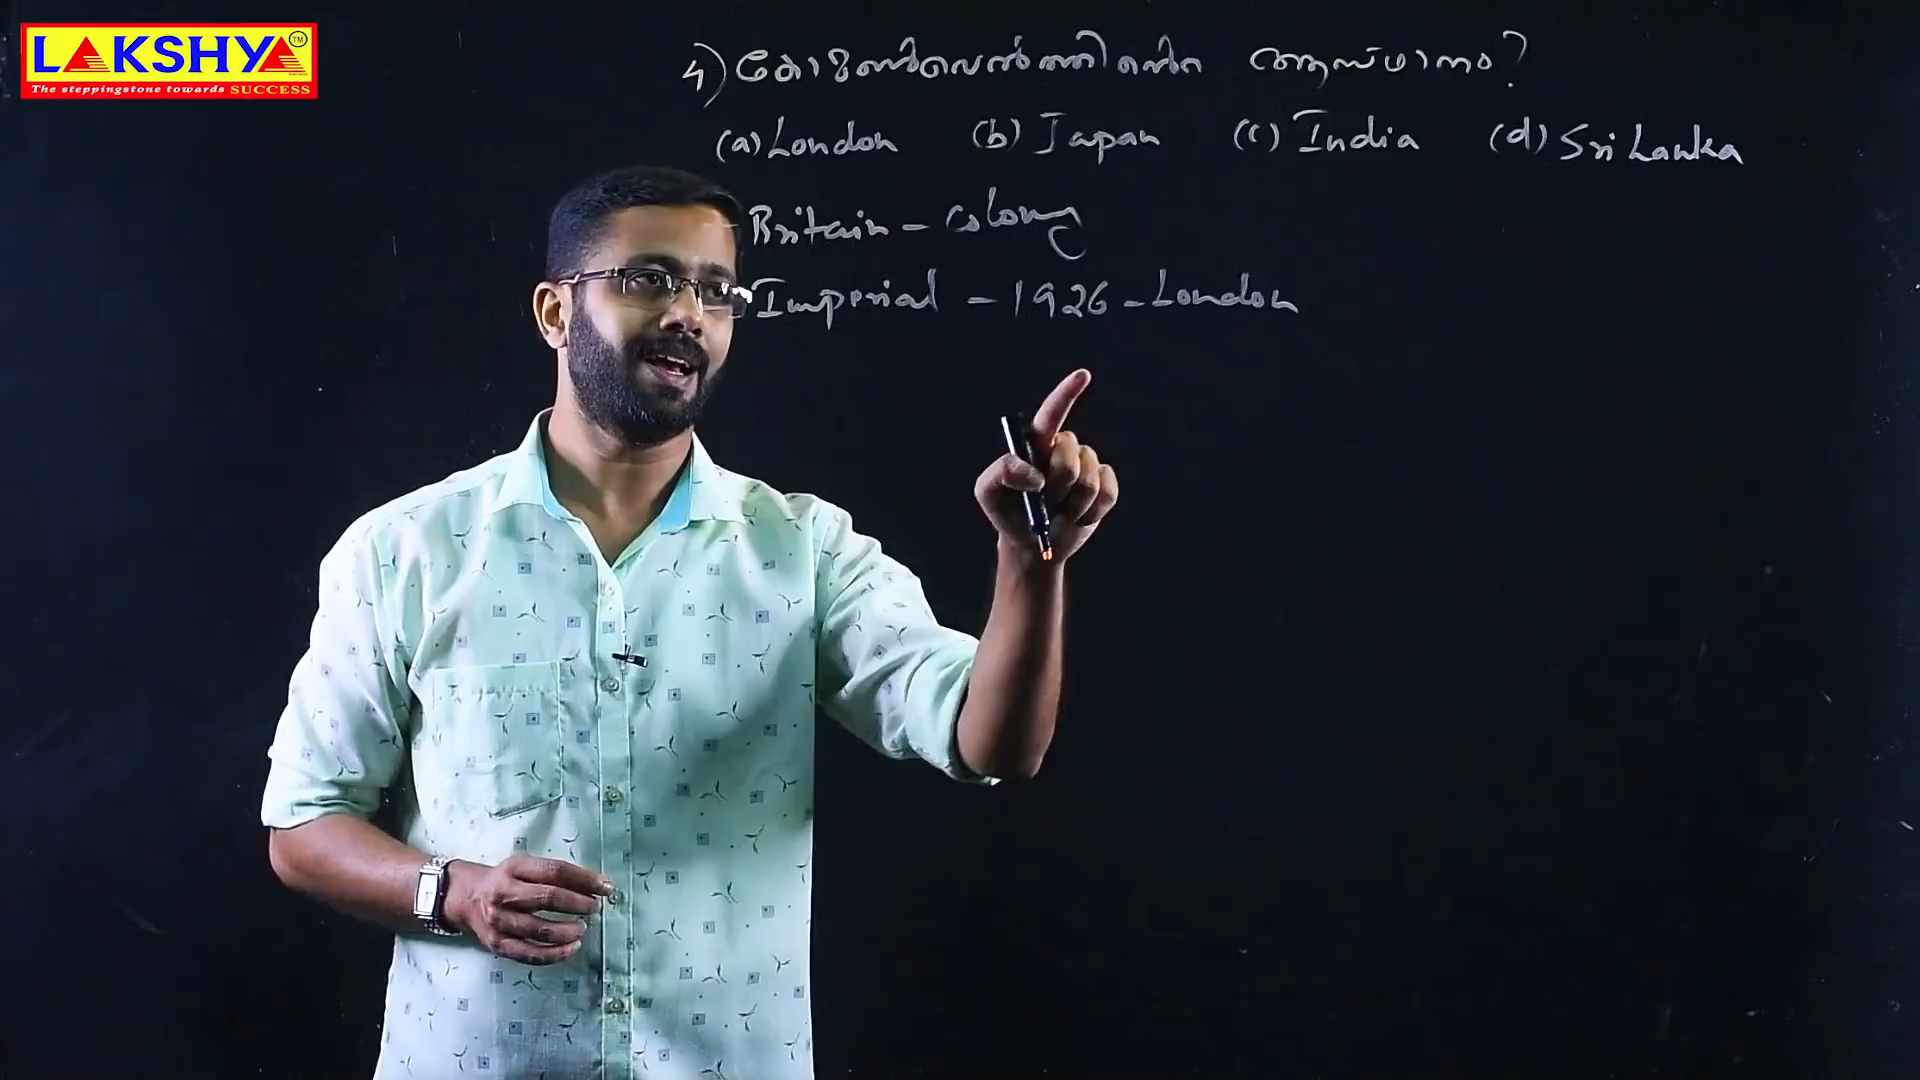 LAKSHYA TM
The steppingstone towards SUCCESS
4) കോമൺവെൽത്തിന്റെ ആസ്ഥാനം?
(a) London (b) Japan (c) India (d) Sri Lanka
Britain - colony
Imperial - 1926 - London